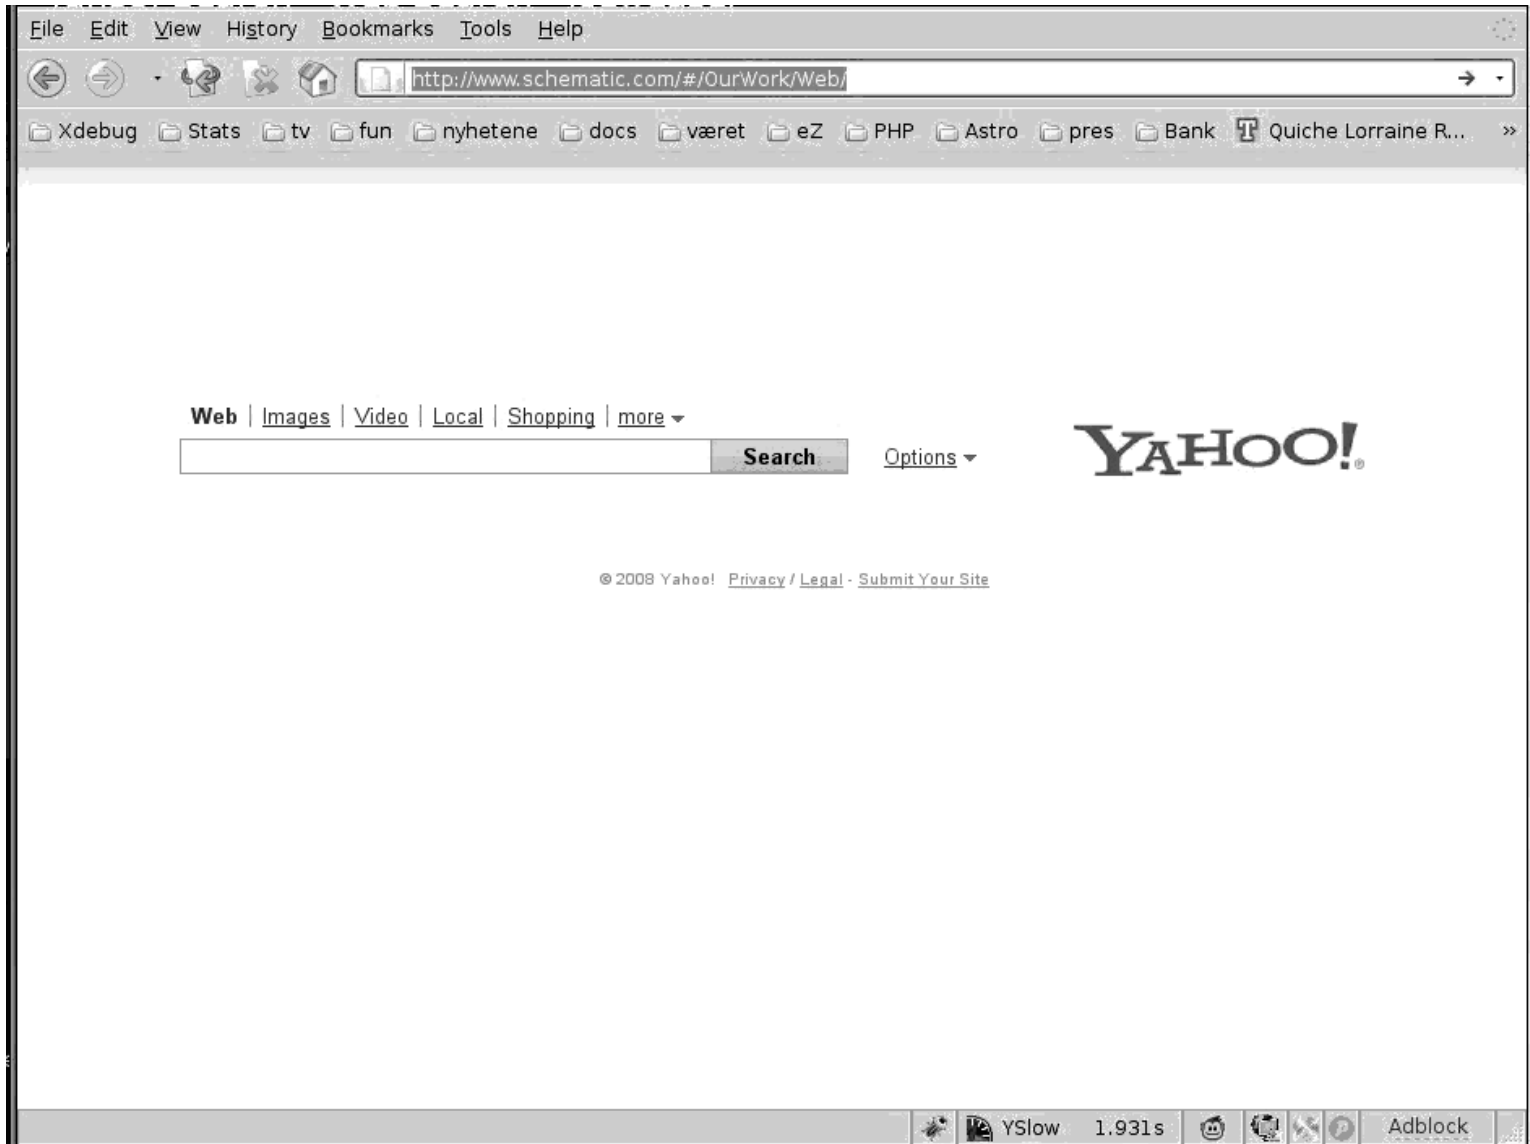 File Edit View History Bookmarks Tools Help
http://www.schematic.com/#/OurWork/Web/
Xdebug Stats tv fun nyhetene docs været eZ PHP Astro pres Bank Quiche Lorraine R... »
Web | Images | Video | Local | Shopping | more
Search Options YAHOO!®
© 2008 Yahoo! Privacy / Legal - Submit Your Site
YSlow 1.931s Adblock